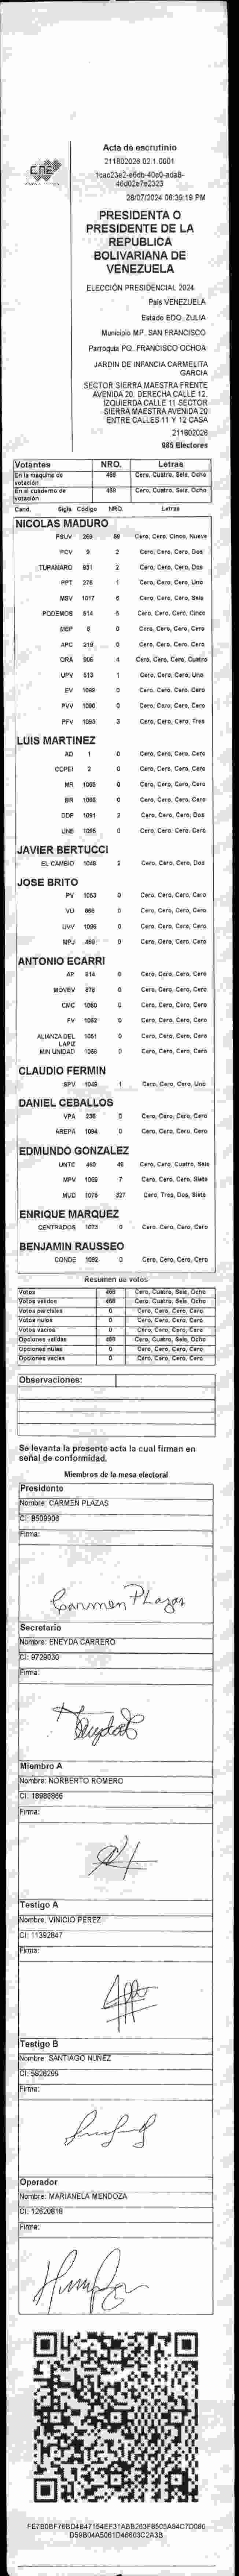 CNE
Acta de escrutinio
211802026.02.1.0001
28/07/2024 06:39:19 PM
PRESIDENTA O
PRESIDENTE DE LA
REPUBLICA
BOLIVARIANA DE
VENEZUELA
ELECCIÓN PRESIDENCIAL 2024
País VENEZUELA
Estado EDO. ZULIA
Municipio MP. SAN FRANCISCO
Parroquia PQ. FRANCISCO OCHOA
JARDIN DE INFANCIA CARMELITA
GARCIA
SECTOR SIERRA MAESTRA FRENTE
AVENIDA 20. DERECHA CALLE 12.
IZQUIERDA CALLE 11 SECTOR
SIERRA MAESTRA AVENIDA 20
ENTRE CALLES 11 Y 12 CASA
211802026
985 Electores
Votantes NRO. Letras
En la maquina de votación 468 Cero, Cuatro, Seis, Ocho
En el cuaderno de votación 468 Cero, Cuatro, Seis, Ocho
Cand. Sigla Código NRO. Letras
NICOLAS MADURO
PSUV 269 Cero, Cero, Cinco, Nueve
PCV 9 2 Cero, Cero, Cero, Dos
TUPAMARO 931 2 Cero, Cero, Cero, Dos
PPT 275 1 Cero, Cero, Cero, Uno
MSV 1017 6 Cero, Cero, Cero, Seis
PODEMOS 514 5 Cero, Cero, Cero, Cinco
MEP 8 0 Cero, Cero, Cero, Cero
APC 219 0 Cero, Cero, Cero, Cero
ORA 906 4 Cero, Cero, Cero, Cuatro
UPV 513 1 Cero, Cero, Cero, Uno
EV 1089 0 Cero, Cero, Cero, Cero
PVV 1090 0 Cero, Cero, Cero, Cero
PFV 1093 3 Cero, Cero, Cero, Tres
LUIS MARTINEZ
AD 1 0 Cero, Cero, Cero, Cero
COPEI 2 0 Cero, Cero, Cero, Cero
MR 1085 0 Cero, Cero, Cero, Cero
BR 1066 0 Cero, Cero, Cero, Cero
DDP 1091 2 Cero, Cero, Cero, Dos
UNE 1095 0 Cero, Cero, Cero, Cero
JAVIER BERTUCCI
EL CAMBIO 1048 2 Cero, Cero, Cero, Dos
JOSE BRITO
PV 1053 0 Cero, Cero, Cero, Cero
VU 866 0 Cero, Cero, Cero, Cero
UVV 1096 0 Cero, Cero, Cero, Cero
MPJ 469 0 Cero, Cero, Cero, Cero
ANTONIO ECARRI
AP 914 0 Cero, Cero, Cero, Cero
MOVEV 878 0 Cero, Cero, Cero, Cero
CMC 1060 0 Cero, Cero, Cero, Cero
FV 1082 0 Cero, Cero, Cero, Cero
ALIANZA DEL LAPIZ 1051 0 Cero, Cero, Cero, Cero
MIN UNIDAD 1068 0 Cero, Cero, Cero, Cero
CLAUDIO FERMIN
SPV 1049 1 Cero, Cero, Cero, Uno
DANIEL CEBALLOS
VPA 236 0 Cero, Cero, Cero, Cero
AREPA 1094 0 Cero, Cero, Cero, Cero
EDMUNDO GONZALEZ
UNTC 460 46 Cero, Cero, Cuatro, Seis
MPV 1069 7 Cero, Cero, Cero, Siete
MUD 1075 327 Cero, Tres, Dos, Siete
ENRIQUE MARQUEZ
CENTRADOS 1073 0 Cero, Cero, Cero, Cero
BENJAMIN RAUSSEO
CONDE 1092 0 Cero, Cero, Cero, Cero
Resumen de votos
Votos 468 Cero, Cuatro, Seis, Ocho
Votos validos 468 Cero, Cuatro, Seis, Ocho
Votos parciales 0 Cero, Cero, Cero, Cero
Votos nulos 0 Cero, Cero, Cero, Cero
Votos vacios 0 Cero, Cero, Cero, Cero
Opciones validas 468 Cero, Cuatro, Seis, Ocho
Opciones nulas 0 Cero, Cero, Cero, Cero
Opciones vacias 0 Cero, Cero, Cero, Cero
Observaciones:
Se levanta la presente acta la cual firman en
señal de conformidad.
Miembros de la mesa electoral
Presidente
Nombre: CARMEN PLAZAS
CI: 8509906
Firma:
Carmen PLazas
Secretario
Nombre: ENEYDA CARRERO
CI: 9729030
Firma:
Miembro A
Nombre: NORBERTO ROMERO
CI: 18980866
Firma:
Testigo A
Nombre: VINICIO PEREZ
CI: 11392847
Firma:
Testigo B
Nombre: SANTIAGO NUÑEZ
CI: 5826299
Firma:
Operador
Nombre: MARIANELA MENDOZA
CI: 12620818
Firma: